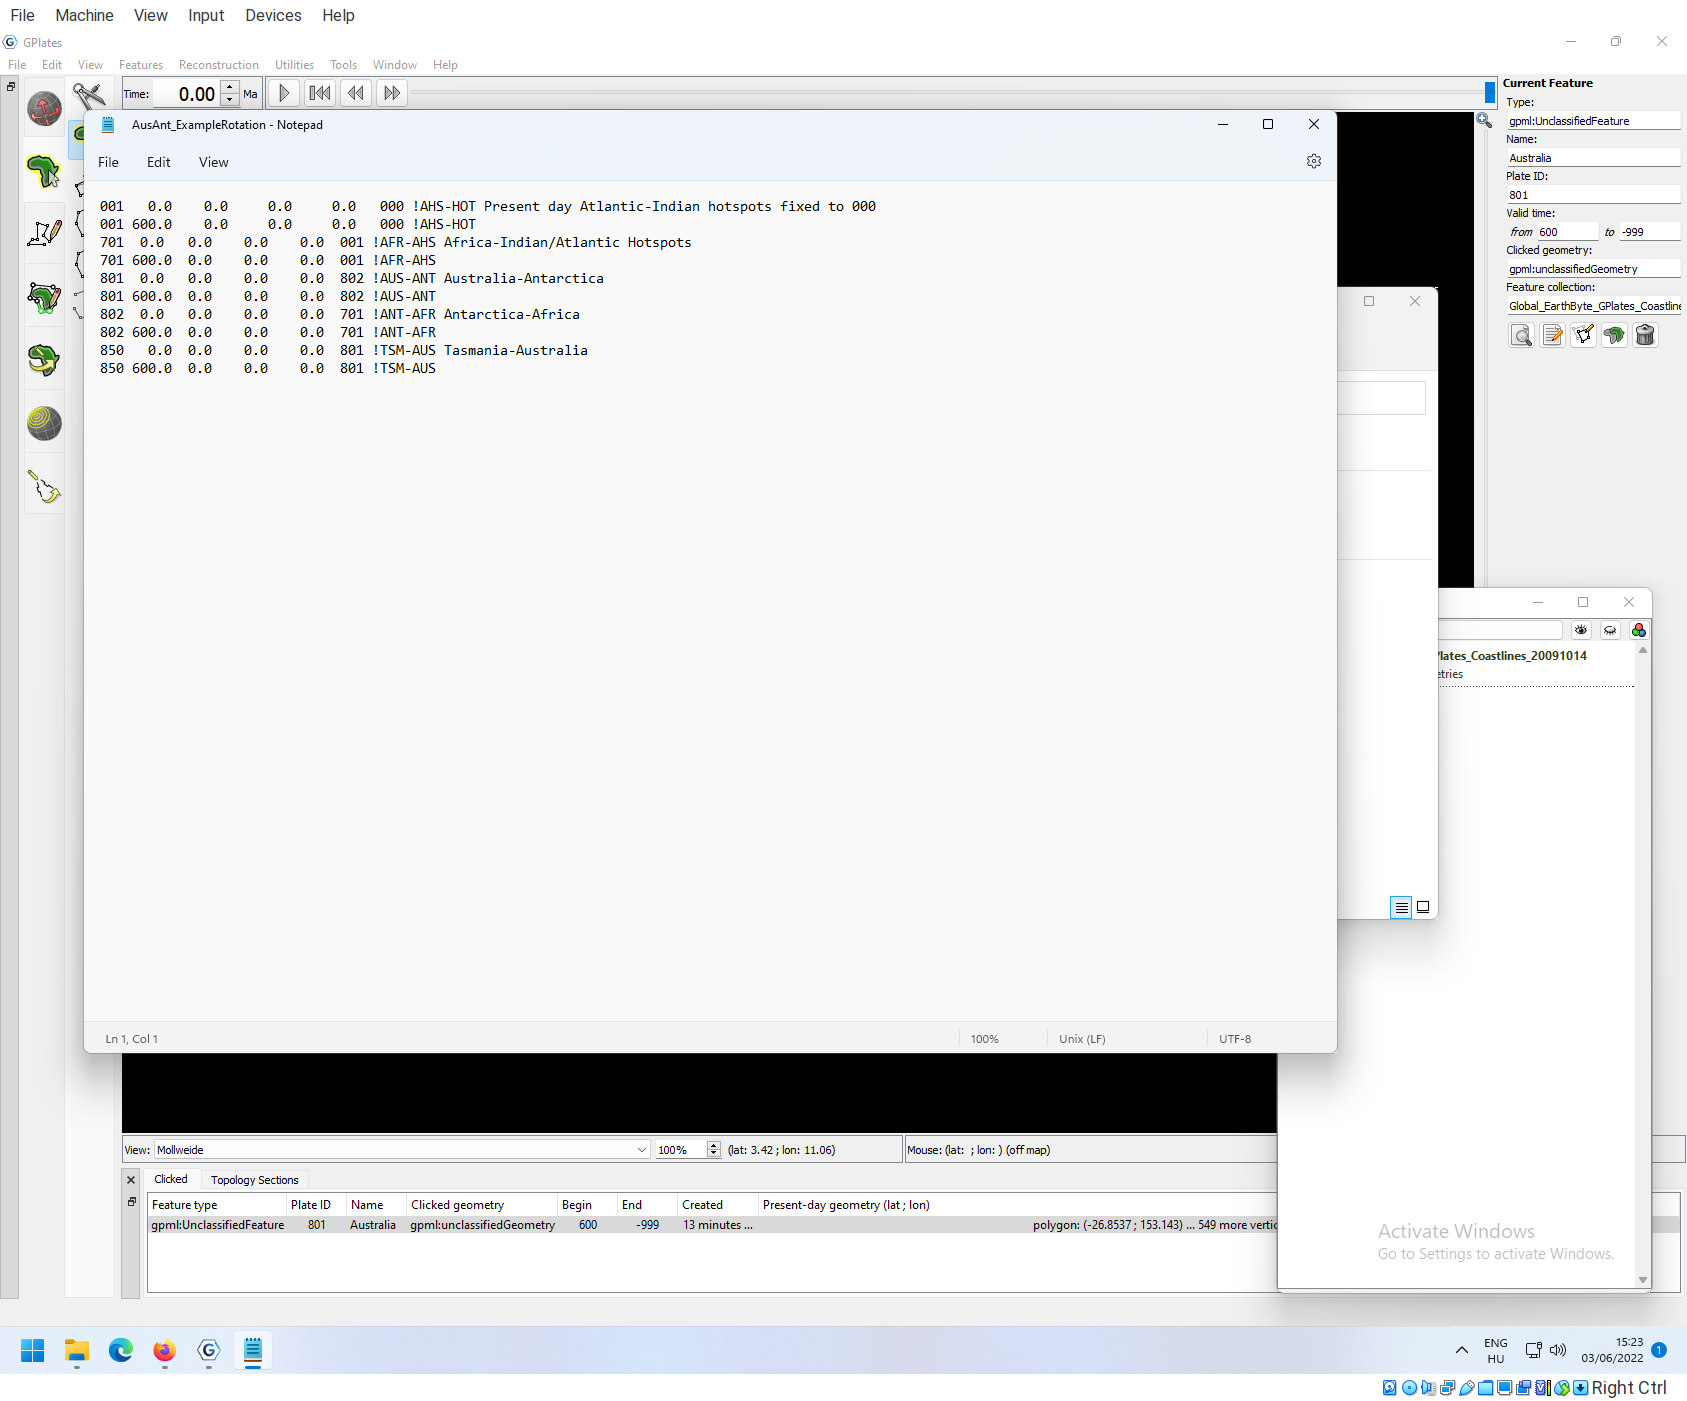 File Machine View Input Devices Help
GPlates
File Edit View Features Reconstruction Utilities Tools Window Help
Time: 0.00 Ma
AusAnt_ExampleRotation - Notepad
File Edit View
001   0.0    0.0     0.0     0.0   000 !AHS-HOT Present day Atlantic-Indian hotspots fixed to 000
001 600.0    0.0     0.0     0.0   000 !AHS-HOT
701  0.0   0.0    0.0    0.0  001 !AFR-AHS Africa-Indian/Atlantic Hotspots
701 600.0  0.0    0.0    0.0  001 !AFR-AHS
801  0.0   0.0    0.0    0.0  802 !AUS-ANT Australia-Antarctica
801 600.0  0.0    0.0    0.0  802 !AUS-ANT
802  0.0   0.0    0.0    0.0  701 !ANT-AFR Antarctica-Africa
802 600.0  0.0    0.0    0.0  701 !ANT-AFR
850   0.0  0.0    0.0    0.0  801 !TSM-AUS Tasmania-Australia
850 600.0  0.0    0.0    0.0  801 !TSM-AUS
Ln 1, Col 1 100% Unix (LF) UTF-8
Current Feature
Type:
gpml:UnclassifiedFeature
Name:
Australia
Plate ID:
801
Valid time:
from 600 to -999
Clicked geometry:
gpml:unclassifiedGeometry
Feature collection:
Global_EarthByte_GPlates_Coastline
Plates_Coastlines_20091014
etries
View: Mollweide 100% (lat: 3.42 ; lon: 11.06) Mouse: (lat: ; lon: ) (off map)
Clicked Topology Sections
Feature type Plate ID Name Clicked geometry Begin End Created Present-day geometry (lat ; lon)
gpml:UnclassifiedFeature 801 Australia gpml:unclassifiedGeometry 600 -999 13 minutes ... polygon: (-26.8537 ; 153.143) ... 549 more vertic
Activate Windows
Go to Settings to activate Windows.
ENG
HU
15:23
03/06/2022
1
Right Ctrl